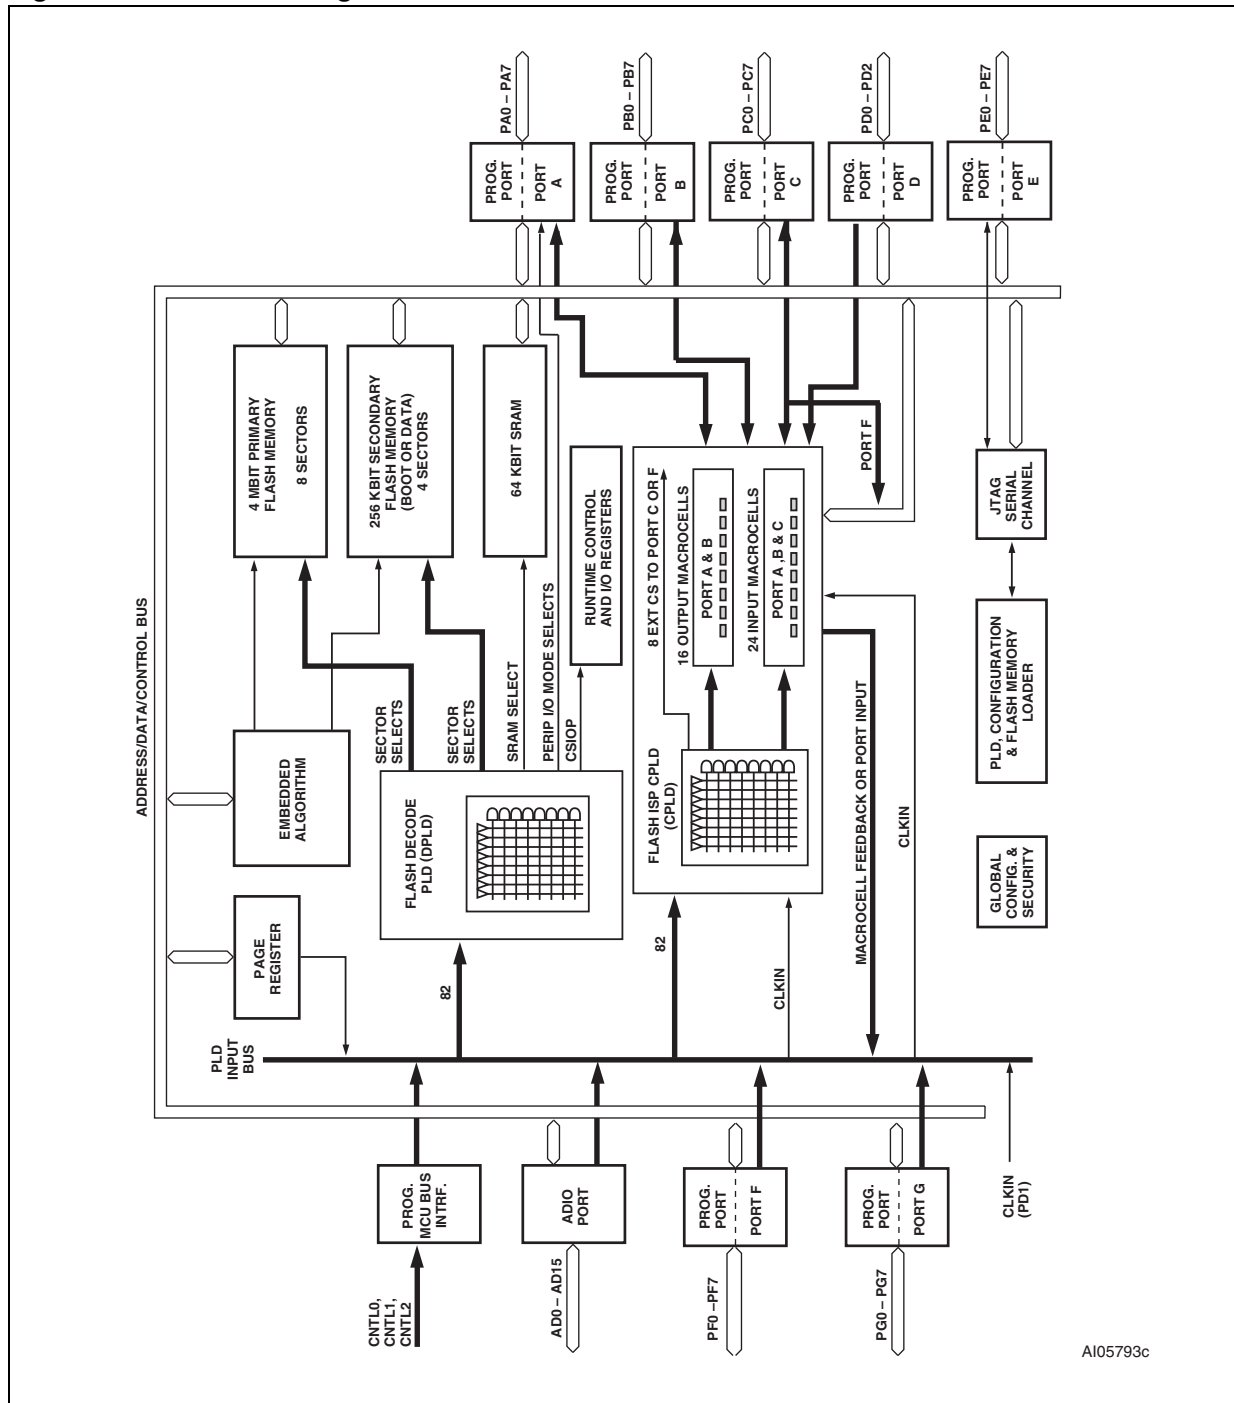 ADDRESS/DATA/CONTROL BUS
PA0 – PA7
PROG.
PORT
PORT
A
PB0 – PB7
PROG.
PORT
PORT
B
PC0 – PC7
PROG.
PORT
PORT
C
PD0 – PD2
PROG.
PORT
PORT
D
PE0 – PE7
PROG.
PORT
PORT
E
4 MBIT PRIMARY
FLASH MEMORY
8 SECTORS
256 KBIT SECONDARY
FLASH MEMORY
(BOOT OR DATA)
4 SECTORS
64 KBIT SRAM
RUNTIME CONTROL
AND I/O REGISTERS
8 EXT CS TO PORT C OR F
16 OUTPUT MACROCELLS
PORT A & B
24 INPUT MACROCELLS
PORT A ,B & C
PORT F
JTAG
SERIAL
CHANNEL
EMBEDDED
ALGORITHM
SECTOR
SELECTS
SECTOR
SELECTS
SRAM SELECT
PERIP I/O MODE SELECTS
CSIOP
FLASH DECODE
PLD (DPLD)
FLASH ISP CPLD
(CPLD)
MACROCELL FEEDBACK OR PORT INPUT
CLKIN
PLD, CONFIGURATION
& FLASH MEMORY
LOADER
GLOBAL
CONFIG. &
SECURITY
PAGE
REGISTER
82
82
CLKIN
PLD
INPUT
BUS
PROG.
MCU BUS
INTRF.
ADIO
PORT
PROG.
PORT
PORT F
PROG.
PORT
PORT G
CLKIN
(PD1)
CNTL0,
CNTL1,
CNTL2
AD0 – AD15
PF0 –PF7
PG0 – PG7
AI05793c